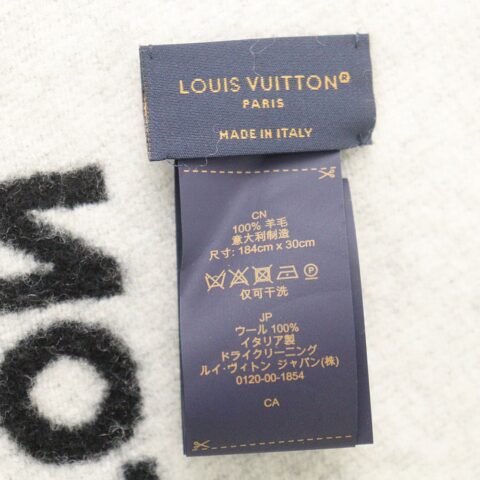 LOUIS VUITTON®
PARIS
MADE IN ITALY
CN
100% 羊毛
意大利制造
尺寸: 184cm x 30cm
P
仅可干洗
JP
ウール 100%
イタリア製
ドライクリーニング
ルイ・ヴィトン ジャパン(株)
0120-00-1854
CA